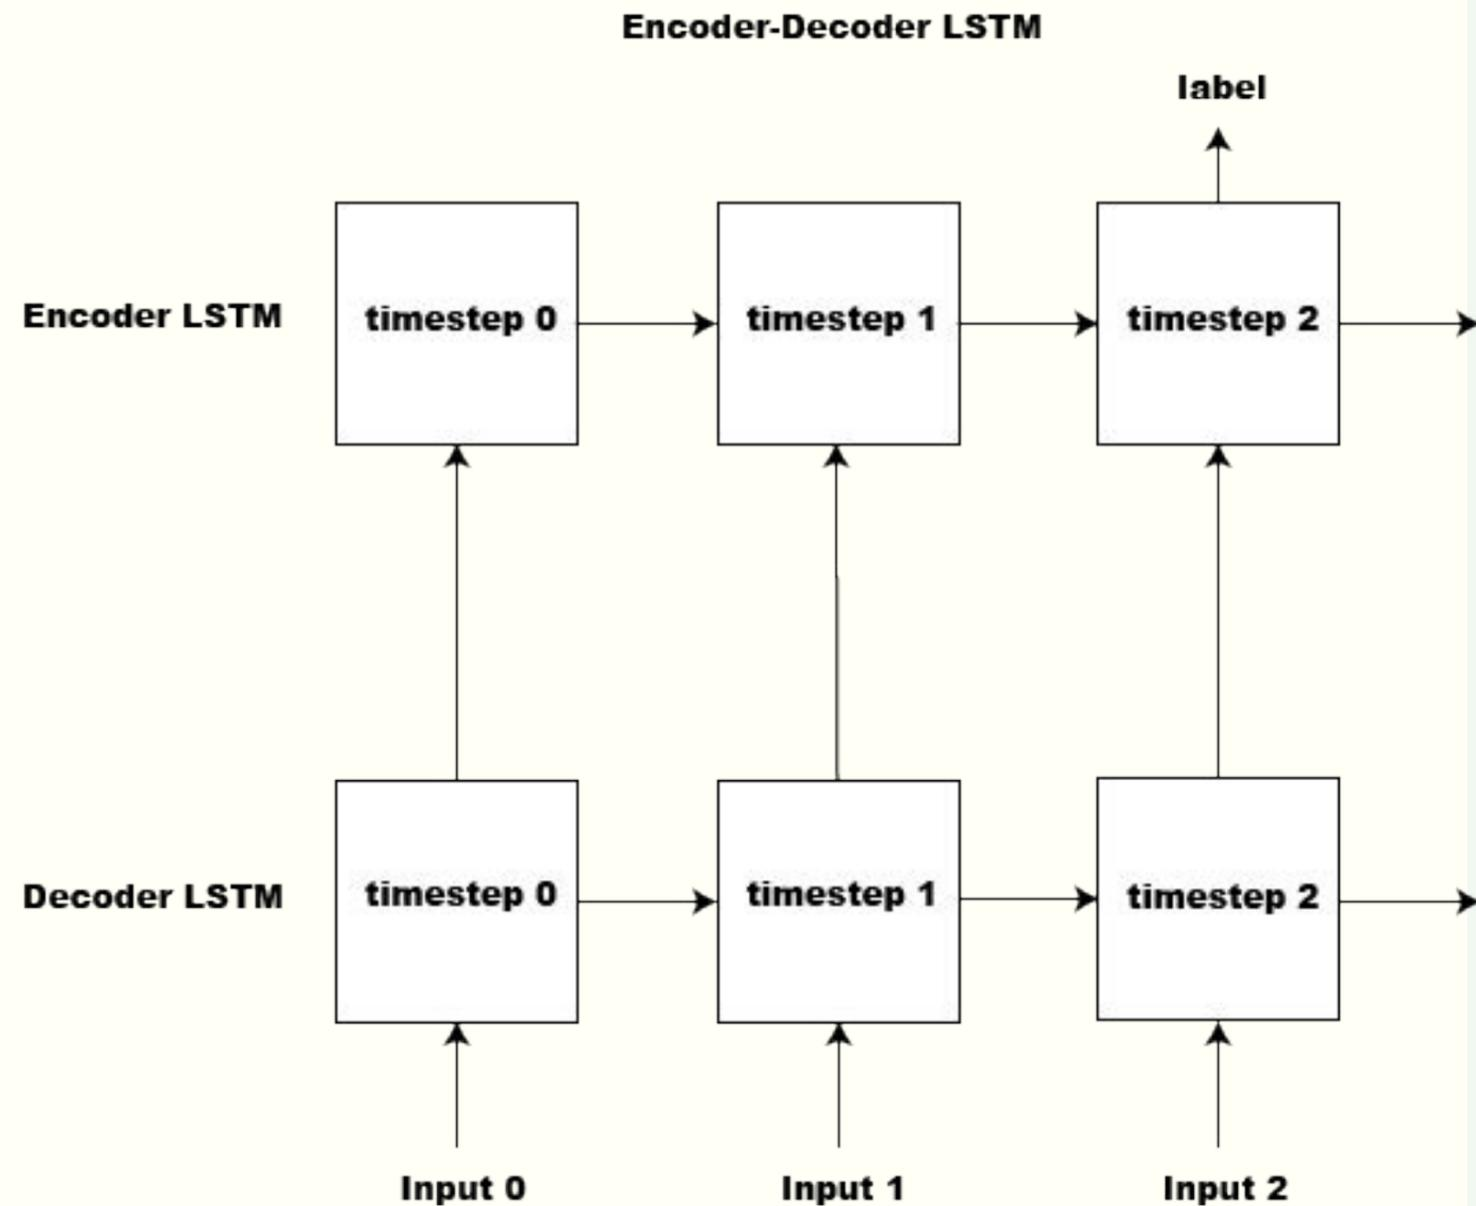 Encoder-Decoder LSTM
label
Encoder LSTM
timestep 0
timestep 1
timestep 2
Decoder LSTM
timestep 0
timestep 1
timestep 2
Input 0
Input 1
Input 2